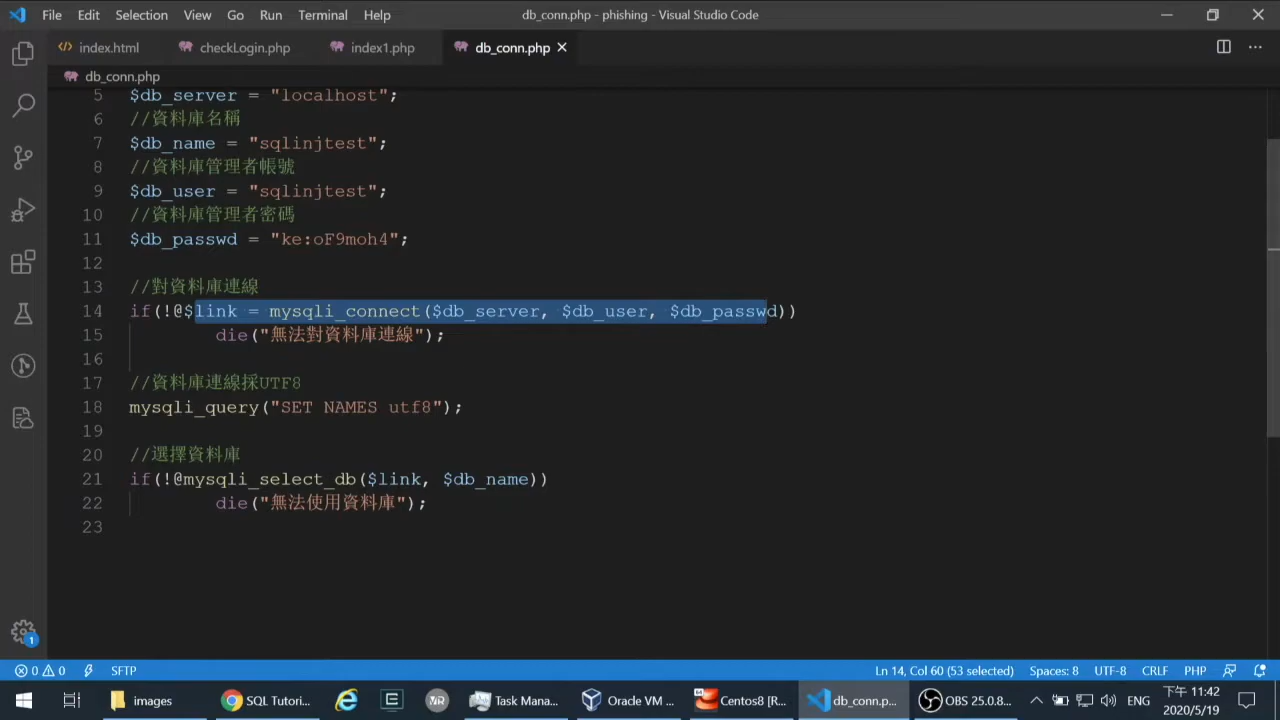 File Edit Selection View Go Run Terminal Help db_conn.php - phishing - Visual Studio Code
index.html checkLogin.php index1.php db_conn.php
db_conn.php
5 $db_server = "localhost";
6 //資料庫名稱
7 $db_name = "sqlinjtest";
8 //資料庫管理者帳號
9 $db_user = "sqlinjtest";
10 //資料庫管理者密碼
11 $db_passwd = "ke:oF9moh4";
12
13 //對資料庫連線
14 if(!@$link = mysqli_connect($db_server, $db_user, $db_passwd))
15 die("無法對資料庫連線");
16
17 //資料庫連線採UTF8
18 mysqli_query("SET NAMES utf8");
19
20 //選擇資料庫
21 if(!@mysqli_select_db($link, $db_name))
22 die("無法使用資料庫");
23
1
0 0 SFTP Ln 14, Col 60 (53 selected) Spaces: 8 UTF-8 CRLF PHP
images SQL Tutori... Task Mana... Oracle VM ... Centos8 [R... db_conn.p... OBS 25.0.8... ENG 下午 11:42
2020/5/19